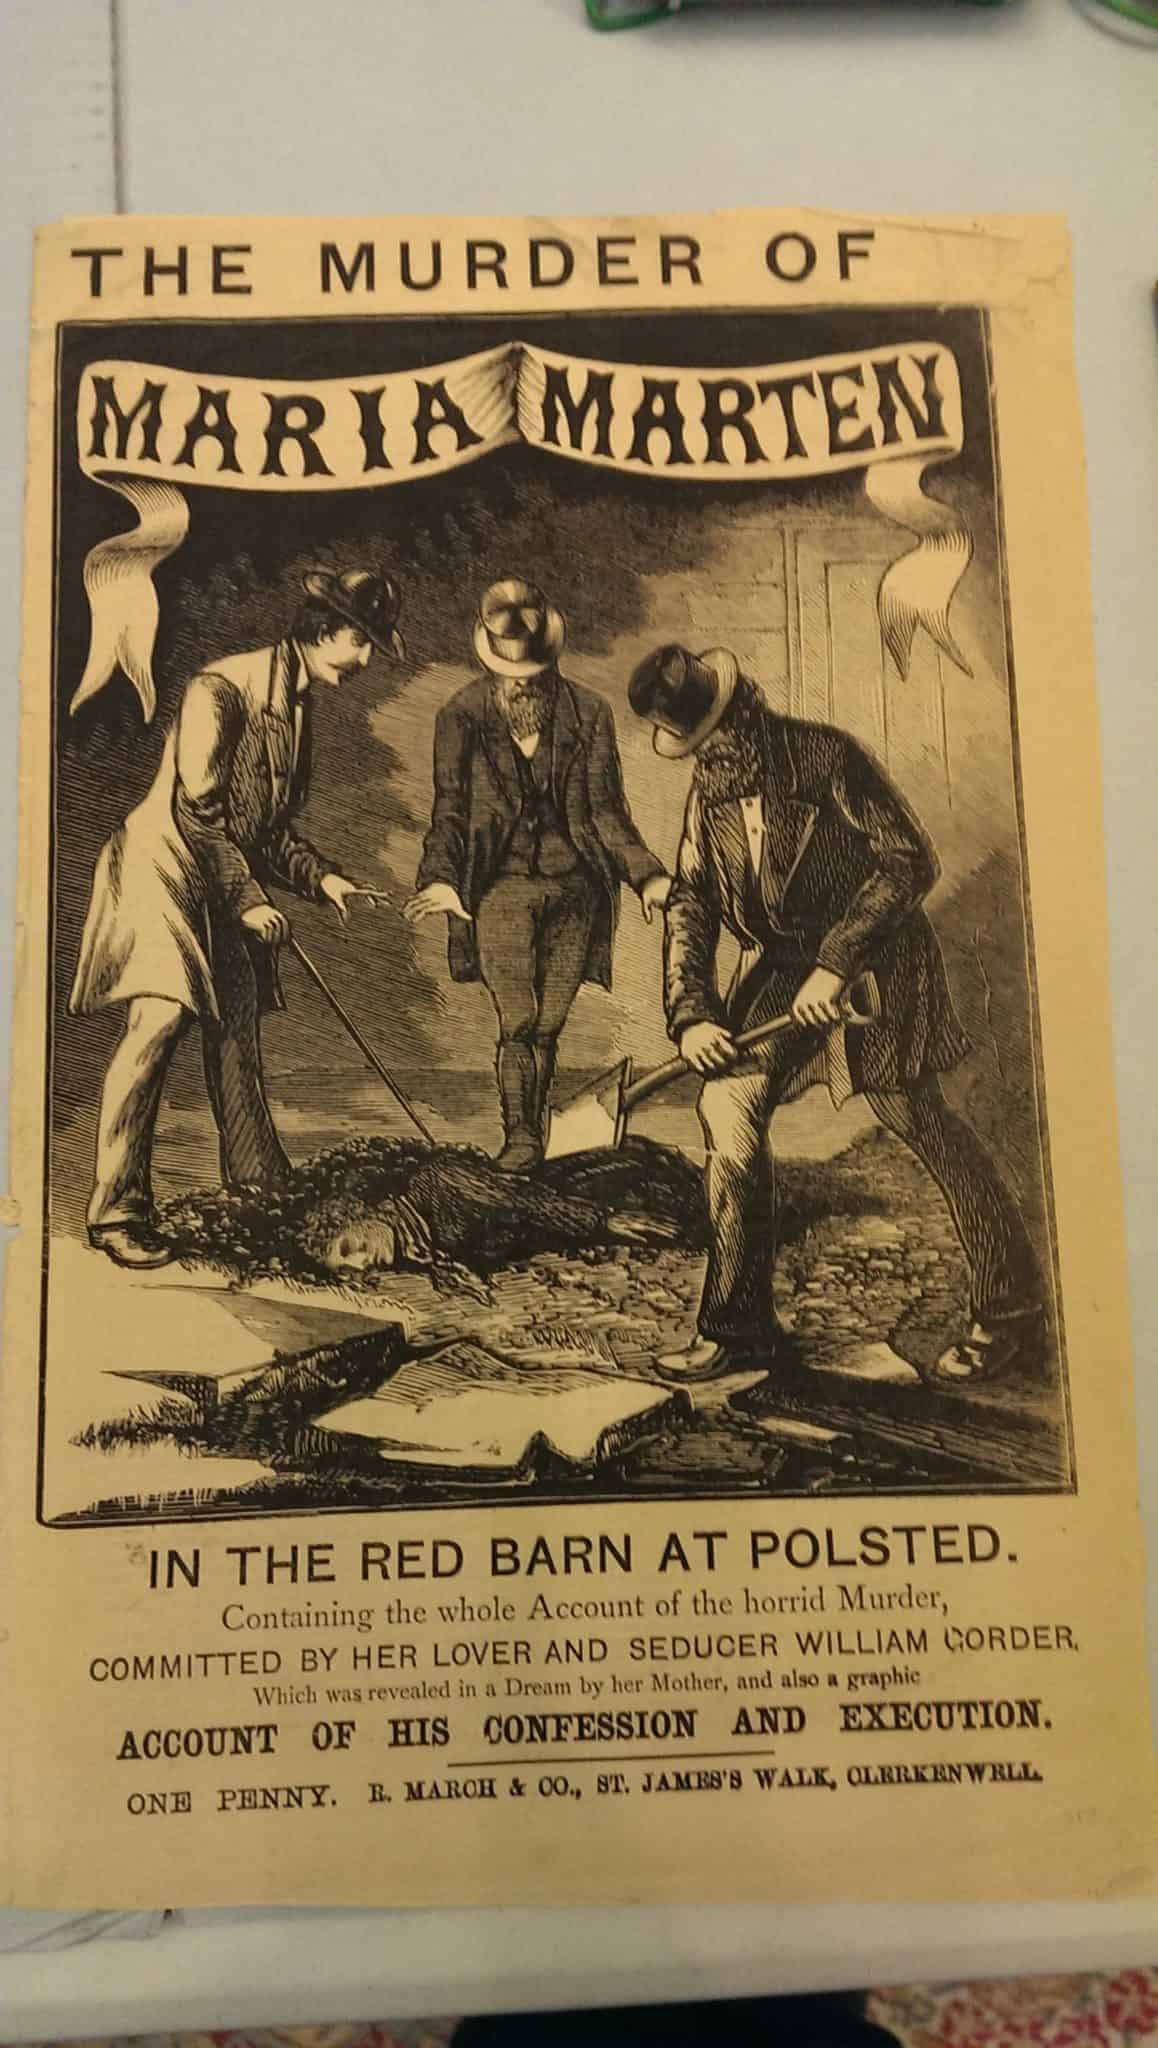 THE MURDER OF
MARIA MARTEN
IN THE RED BARN AT POLSTED.
Containing the whole Account of the horrid Murder,
COMMITTED BY HER LOVER AND SEDUCER WILLIAM CORDER,
Which was revealed in a Dream by her Mother, and also a graphic
ACCOUNT OF HIS CONFESSION AND EXECUTION.
ONE PENNY. R. MARCH & CO., ST. JAMES'S WALK, CLERKENWELL.